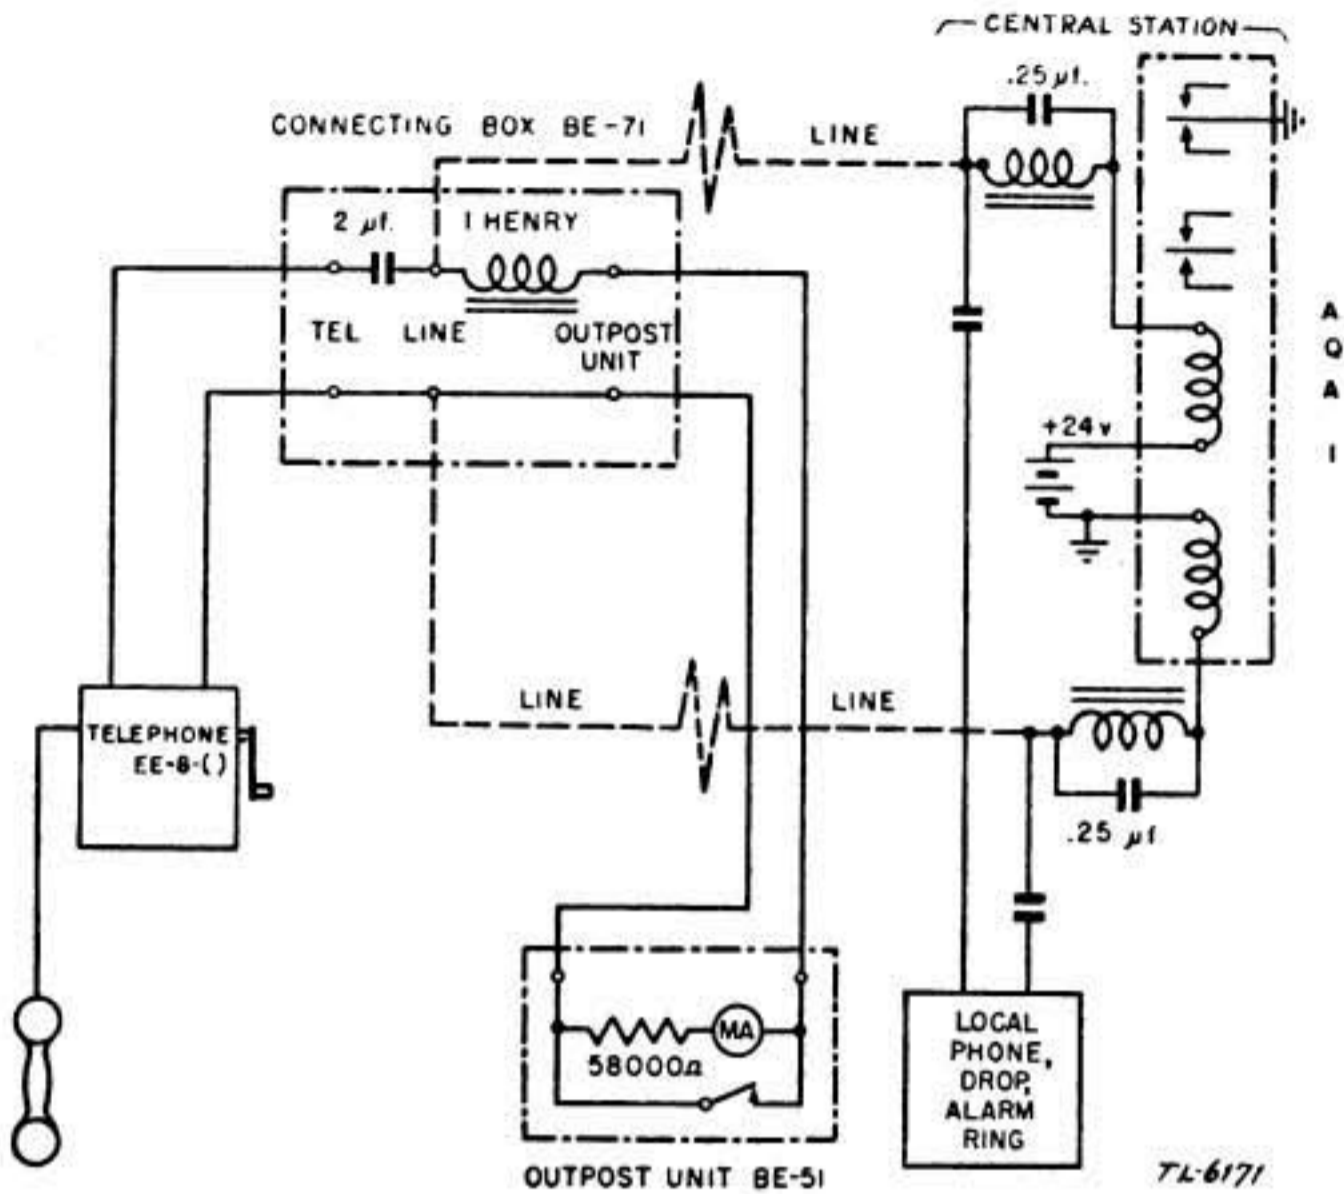 CENTRAL STATION
.25 μf.
CONNECTING BOX BE-71
LINE
2 μf.
1 HENRY
TEL
LINE
OUTPOST
UNIT
+24 v
A
Q
A
1
LINE
LINE
TELEPHONE
EE-8-( )
.25 μf
MA
58000Ω
LOCAL
PHONE,
DROP,
ALARM
RING
OUTPOST UNIT BE-51
TL-6171